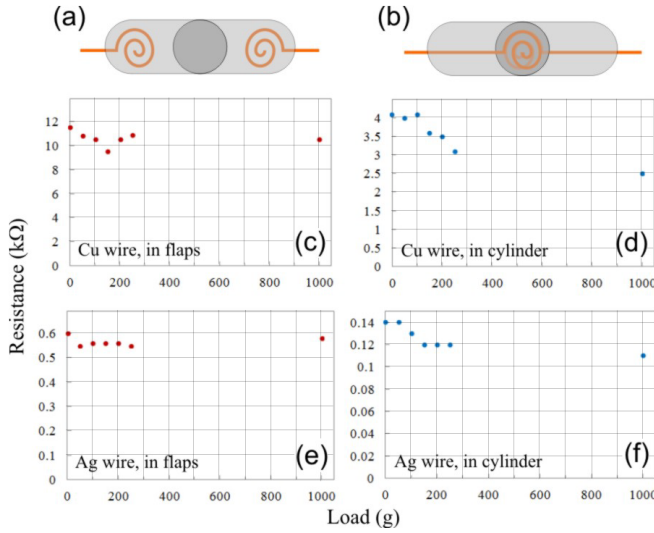 (a)
(b)
Resistance (kΩ)
12
10
8
6
4
2
0
Cu wire, in flaps
(c)
0 200 400 600 800 1000
4
3.5
3
2.5
2
1.5
1
0.5
0
Cu wire, in cylinder
(d)
0 200 400 600 800 1000
0.6
0.5
0.4
0.3
0.2
0.1
0
Ag wire, in flaps
(e)
0 200 400 600 800 1000
0.14
0.12
0.10
0.08
0.06
0.04
0.02
0
Ag wire, in cylinder
(f)
0 200 400 600 800 1000
Load (g)